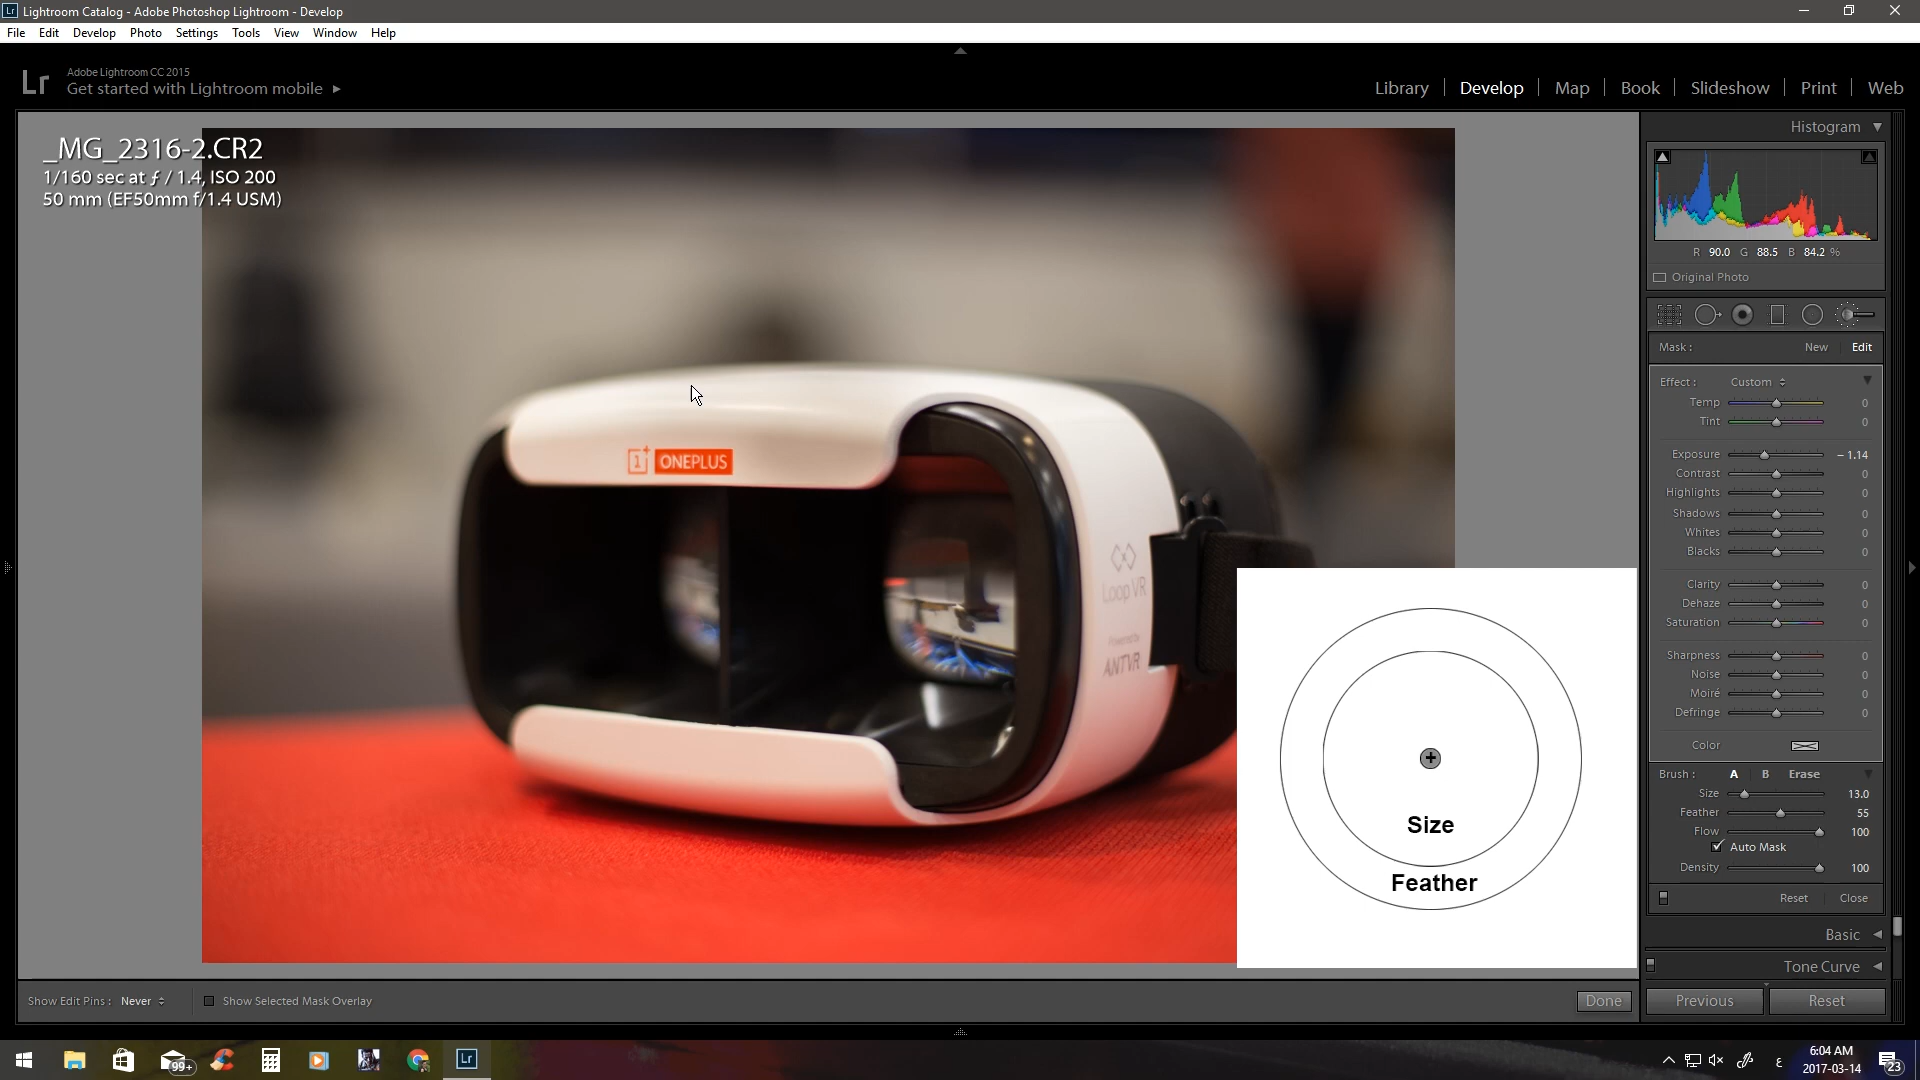 Lr Lightroom Catalog - Adobe Photoshop Lightroom - Develop
File Edit Develop Photo Settings Tools View Window Help
Lr Adobe Lightroom CC 2015
Get started with Lightroom mobile
Library Develop Map Book Slideshow Print Web
_MG_2316-2.CR2
1/160 sec at ƒ / 1.4, ISO 200
50 mm (EF50mm f/1.4 USM)
1+ ONEPLUS
Loop VR
Powered by
ANTVR
Size
Feather
Histogram
R 90.0 G 88.5 B 84.2 %
Original Photo
Mask : New Edit
Effect : Custom
Temp 0
Tint 0
Exposure – 1.14
Contrast 0
Highlights 0
Shadows 0
Whites 0
Blacks 0
Clarity 0
Dehaze 0
Saturation 0
Sharpness 0
Noise 0
Moiré 0
Defringe 0
Color
Brush : A B Erase
Size 13.0
Feather 55
Flow 100
Auto Mask
Density 100
Reset Close
Basic
Tone Curve
Previous Reset
Show Edit Pins : Never Show Selected Mask Overlay Done
99+ Lr ع 6:04 AM
2017-03-14 23